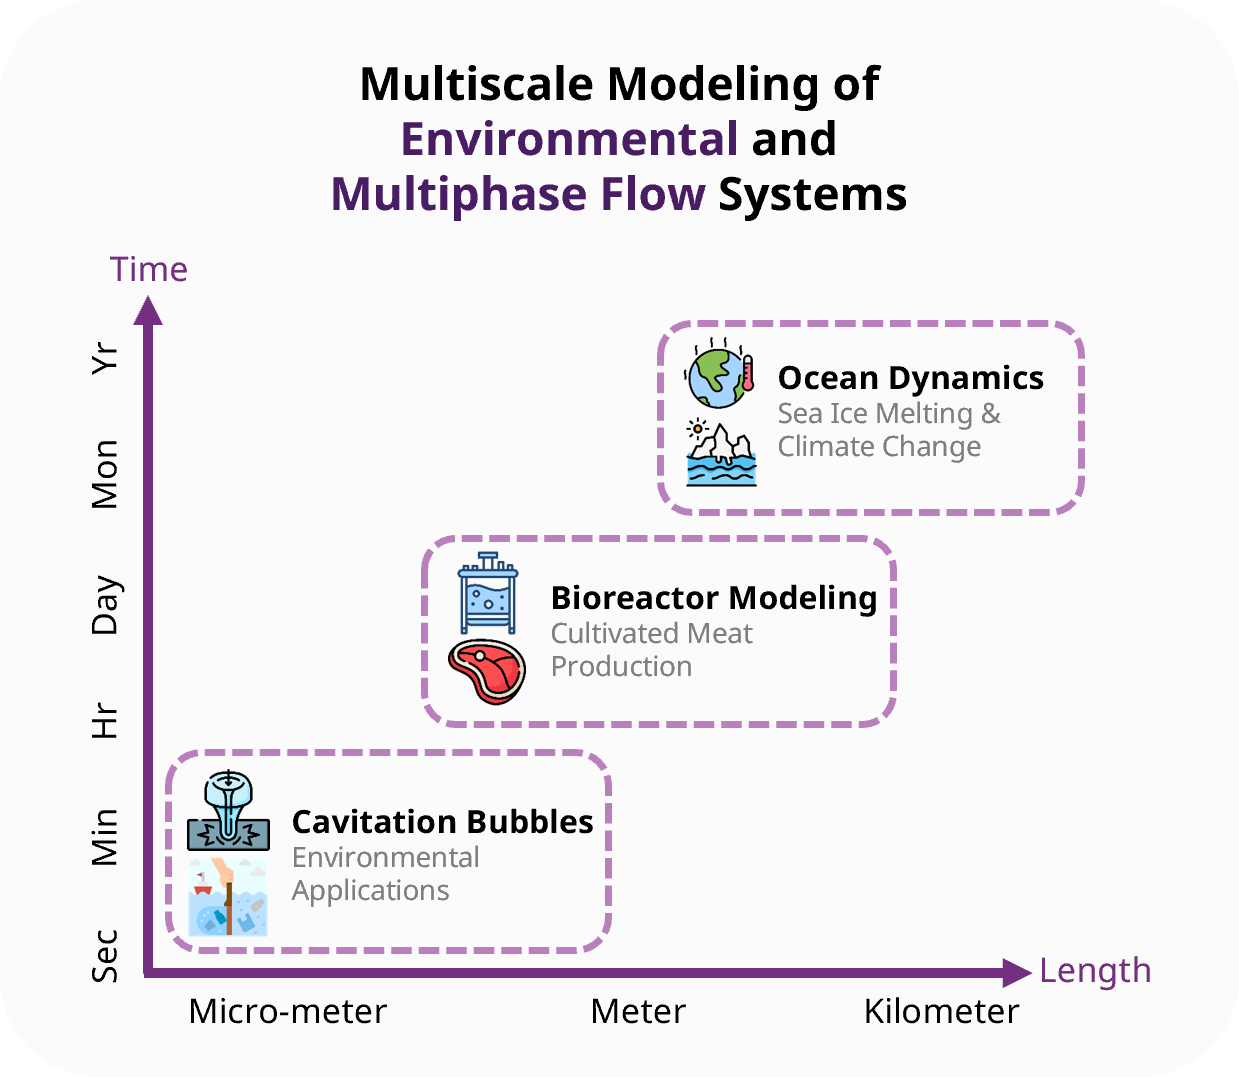 Multiscale Modeling of
Environmental and
Multiphase Flow Systems
Time
Yr
Mon
Day
Hr
Min
Sec
Ocean Dynamics
Sea Ice Melting &
Climate Change
Bioreactor Modeling
Cultivated Meat
Production
Cavitation Bubbles
Environmental
Applications
Length
Micro-meter
Meter
Kilometer